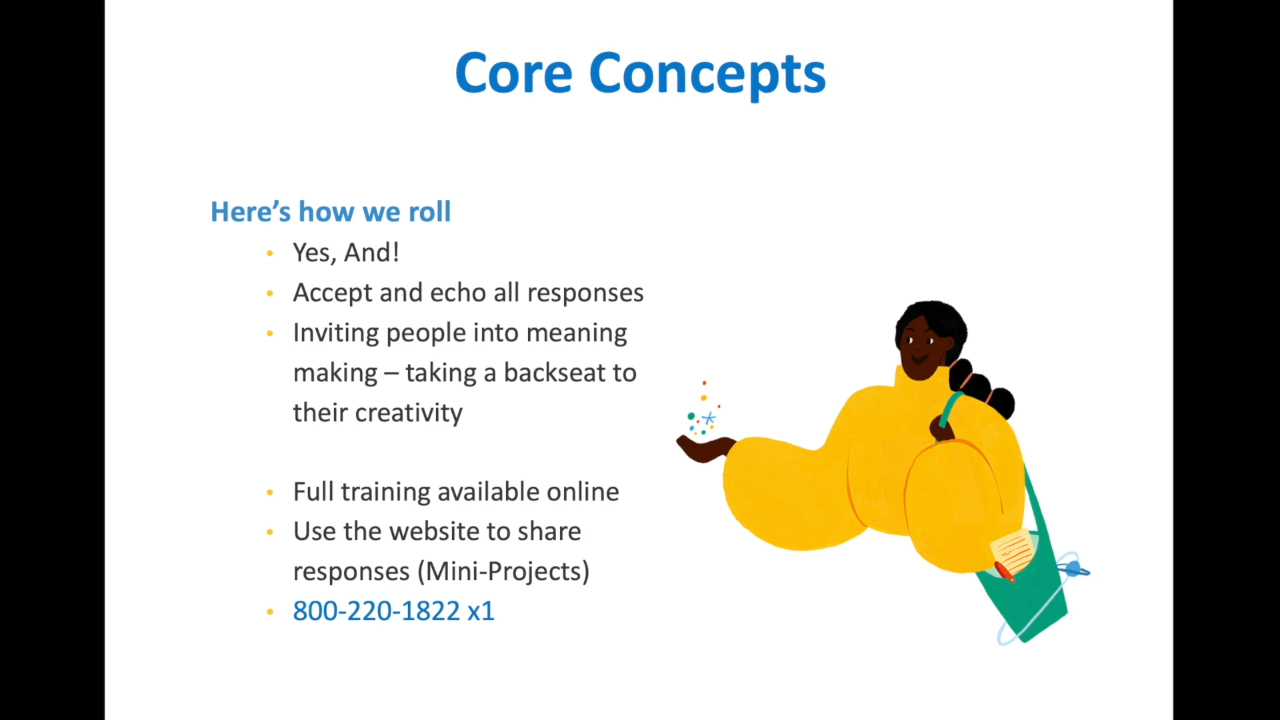 Core Concepts
Here’s how we roll
• Yes, And!
• Accept and echo all responses
• Inviting people into meaning
making – taking a backseat to
their creativity
• Full training available online
• Use the website to share
responses (Mini-Projects)
• 800-220-1822 x1